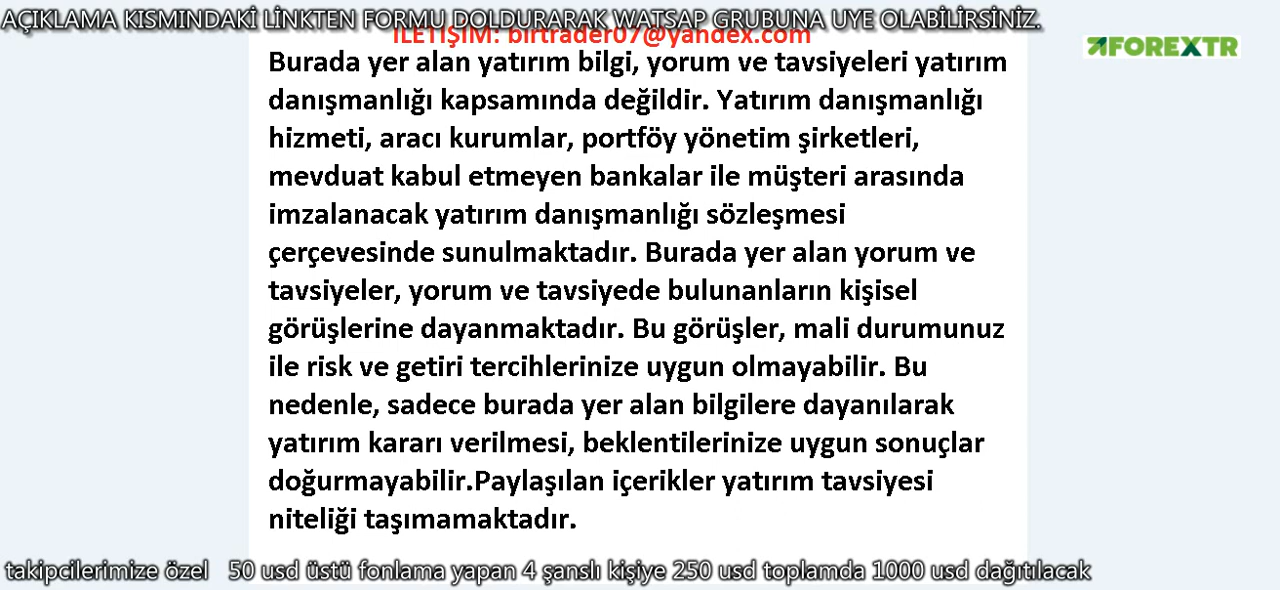 AÇIKLAMA KISMINDAKİ LİNKTEN FORMU DOLDURARAK WATSAP GRUBUNA UYE OLABİLİRSİNİZ.
İLETİŞİM: birtrader07@yandex.com
FOREXTR
Burada yer alan yatırım bilgi, yorum ve tavsiyeleri yatırım
danışmanlığı kapsamında değildir. Yatırım danışmanlığı
hizmeti, aracı kurumlar, portföy yönetim şirketleri,
mevduat kabul etmeyen bankalar ile müşteri arasında
imzalanacak yatırım danışmanlığı sözleşmesi
çerçevesinde sunulmaktadır. Burada yer alan yorum ve
tavsiyeler, yorum ve tavsiyede bulunanların kişisel
görüşlerine dayanmaktadır. Bu görüşler, mali durumunuz
ile risk ve getiri tercihlerinize uygun olmayabilir. Bu
nedenle, sadece burada yer alan bilgilere dayanılarak
yatırım kararı verilmesi, beklentilerinize uygun sonuçlar
doğurmayabilir.Paylaşılan içerikler yatırım tavsiyesi
niteliği taşımamaktadır.
takipcilerimize özel 50 usd üstü fonlama yapan 4 şanslı kişiye 250 usd toplamda 1000 usd dağıtılacak